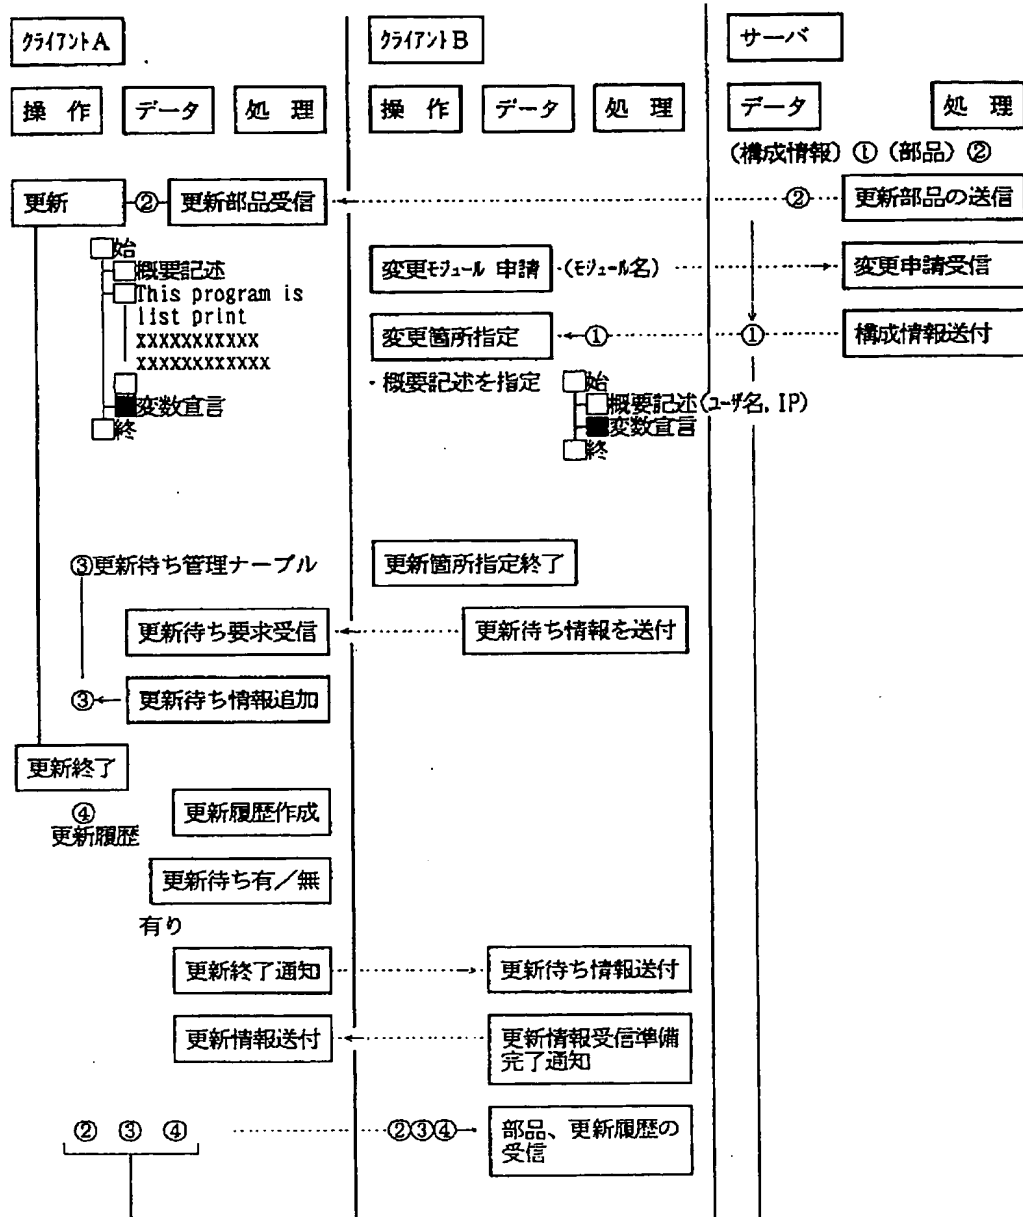 クライアントA
クライアントB
サーバ
操 作
データ
処 理
操 作
データ
処 理
データ
処 理
(構成情報) ① (部品) ②
更新
②
更新部品受信
②
更新部品の送信
始
概要記述
This program is
list print
xxxxxxxxxxx
xxxxxxxxxxxx
変数宣言
終
変更モジュール 申請
(モジュール名)
変更申請受信
変更箇所指定
①
①
構成情報送付
・概要記述を指定
始
概要記述(ユーザ名, IP)
変数宣言
終
③更新待ち管理ナーブル
更新箇所指定終了
更新待ち要求受信
更新待ち情報を送付
③
更新待ち情報追加
更新終了
④
更新履歴
更新履歴作成
更新待ち有/無
有り
更新終了通知
更新待ち情報送付
更新情報送付
更新情報受信準備
完了通知
② ③ ④
②③④
部品、更新履歴の
受信